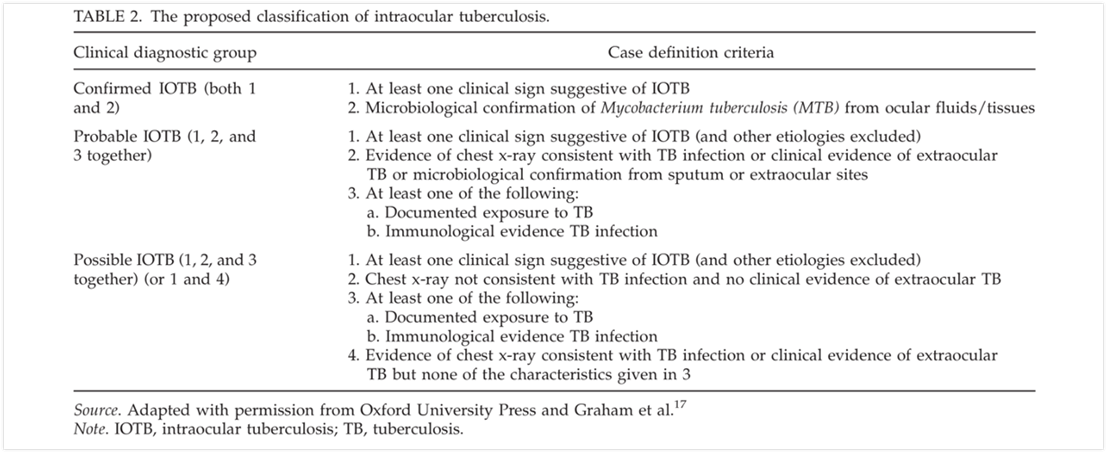 TABLE 2. The proposed classification of intraocular tuberculosis.
Clinical diagnostic group
Case definition criteria
Confirmed IOTB (both 1
and 2)
1. At least one clinical sign suggestive of IOTB
2. Microbiological confirmation of Mycobacterium tuberculosis (MTB) from ocular fluids/tissues
Probable IOTB (1, 2, and
3 together)
1. At least one clinical sign suggestive of IOTB (and other etiologies excluded)
2. Evidence of chest x-ray consistent with TB infection or clinical evidence of extraocular
TB or microbiological confirmation from sputum or extraocular sites
3. At least one of the following:
a. Documented exposure to TB
b. Immunological evidence TB infection
Possible IOTB (1, 2, and 3
together) (or 1 and 4)
1. At least one clinical sign suggestive of IOTB (and other etiologies excluded)
2. Chest x-ray not consistent with TB infection and no clinical evidence of extraocular TB
3. At least one of the following:
a. Documented exposure to TB
b. Immunological evidence TB infection
4. Evidence of chest x-ray consistent with TB infection or clinical evidence of extraocular
TB but none of the characteristics given in 3
Source. Adapted with permission from Oxford University Press and Graham et al.17
Note. IOTB, intraocular tuberculosis; TB, tuberculosis.